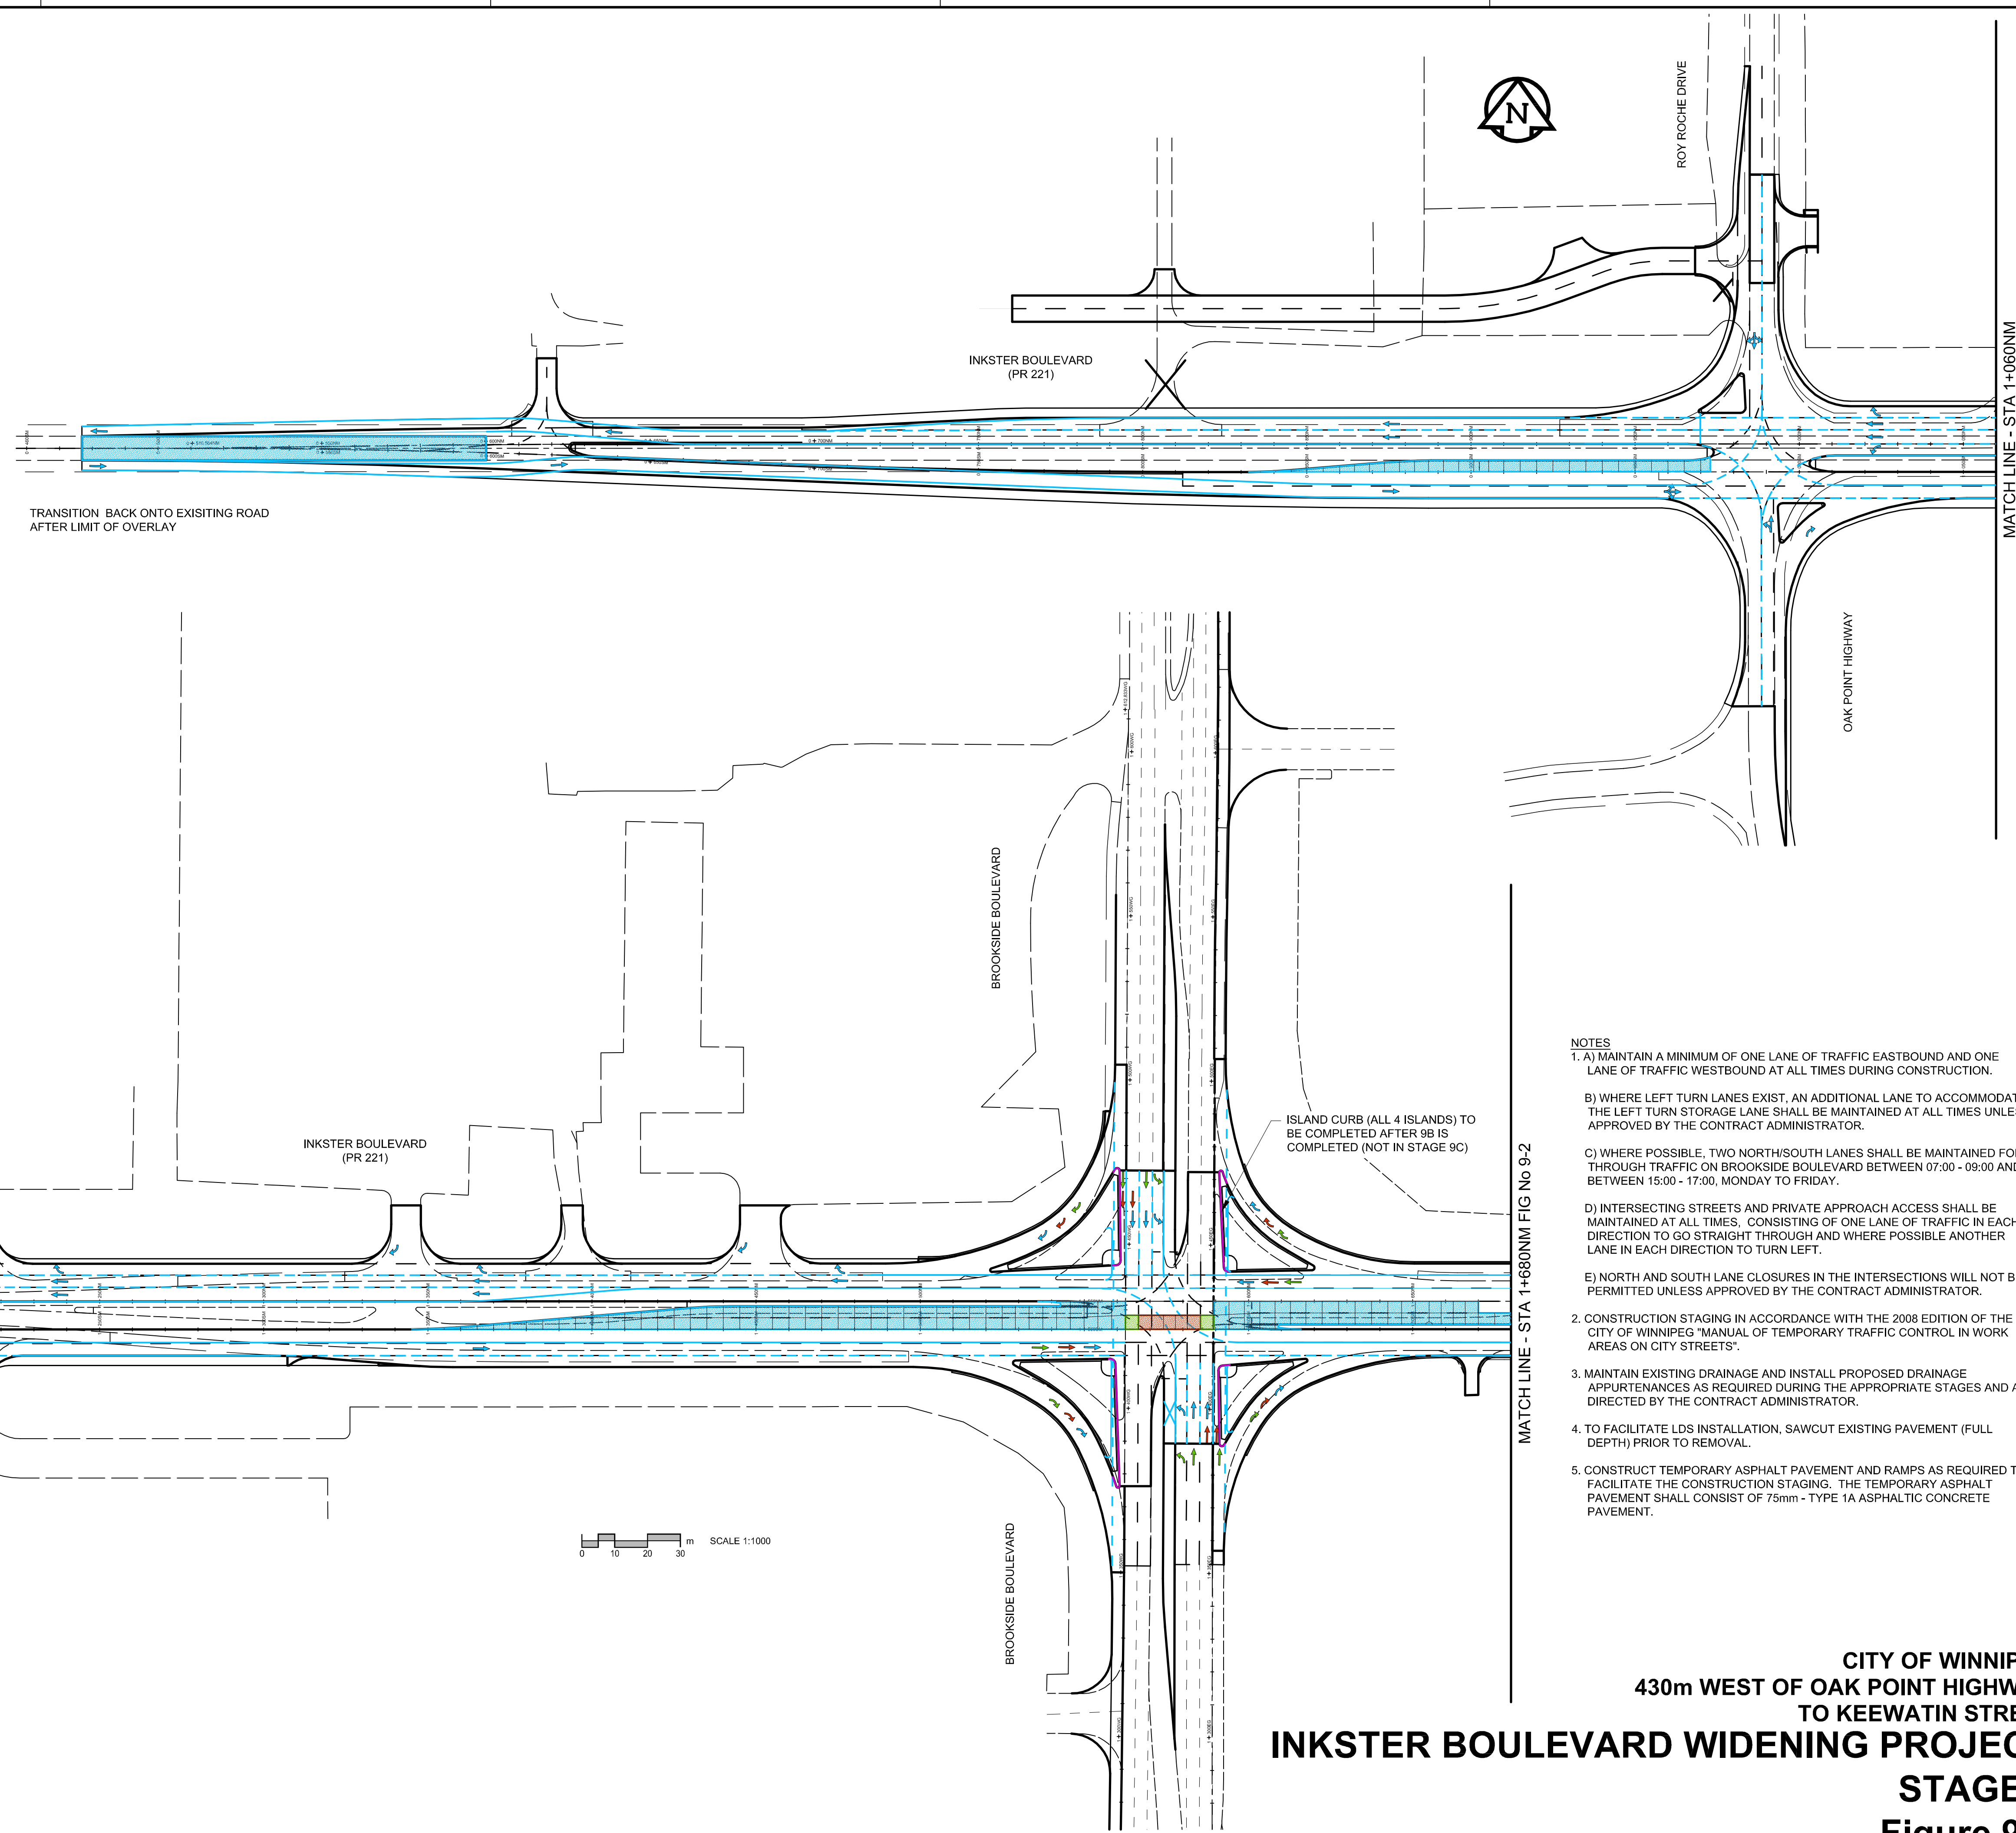 N
ROY ROCHE DRIVE
INKSTER BOULEVARD
(PR 221)
MATCH LINE - STA 1+060NM
TRANSITION BACK ONTO EXISITING ROAD
AFTER LIMIT OF OVERLAY
OAK POINT HIGHWAY
BROOKSIDE BOULEVARD
INKSTER BOULEVARD
(PR 221)
ISLAND CURB (ALL 4 ISLANDS) TO
BE COMPLETED AFTER 9B IS
COMPLETED (NOT IN STAGE 9C)
MATCH LINE - STA 1+680NM FIG No 9-2
BROOKSIDE BOULEVARD
0 10 20 30 m SCALE 1:1000
NOTES
1. A) MAINTAIN A MINIMUM OF ONE LANE OF TRAFFIC EASTBOUND AND ONE
LANE OF TRAFFIC WESTBOUND AT ALL TIMES DURING CONSTRUCTION.
B) WHERE LEFT TURN LANES EXIST, AN ADDITIONAL LANE TO ACCOMMODAT
THE LEFT TURN STORAGE LANE SHALL BE MAINTAINED AT ALL TIMES UNLE
APPROVED BY THE CONTRACT ADMINISTRATOR.
C) WHERE POSSIBLE, TWO NORTH/SOUTH LANES SHALL BE MAINTAINED FO
THROUGH TRAFFIC ON BROOKSIDE BOULEVARD BETWEEN 07:00 - 09:00 AND
BETWEEN 15:00 - 17:00, MONDAY TO FRIDAY.
D) INTERSECTING STREETS AND PRIVATE APPROACH ACCESS SHALL BE
MAINTAINED AT ALL TIMES, CONSISTING OF ONE LANE OF TRAFFIC IN EACH
DIRECTION TO GO STRAIGHT THROUGH AND WHERE POSSIBLE ANOTHER
LANE IN EACH DIRECTION TO TURN LEFT.
E) NORTH AND SOUTH LANE CLOSURES IN THE INTERSECTIONS WILL NOT B
PERMITTED UNLESS APPROVED BY THE CONTRACT ADMINISTRATOR.
2. CONSTRUCTION STAGING IN ACCORDANCE WITH THE 2008 EDITION OF THE
CITY OF WINNIPEG "MANUAL OF TEMPORARY TRAFFIC CONTROL IN WORK
AREAS ON CITY STREETS".
3. MAINTAIN EXISTING DRAINAGE AND INSTALL PROPOSED DRAINAGE
APPURTENANCES AS REQUIRED DURING THE APPROPRIATE STAGES AND A
DIRECTED BY THE CONTRACT ADMINISTRATOR.
4. TO FACILITATE LDS INSTALLATION, SAWCUT EXISTING PAVEMENT (FULL
DEPTH) PRIOR TO REMOVAL.
5. CONSTRUCT TEMPORARY ASPHALT PAVEMENT AND RAMPS AS REQUIRED T
FACILITATE THE CONSTRUCTION STAGING. THE TEMPORARY ASPHALT
PAVEMENT SHALL CONSIST OF 75mm - TYPE 1A ASPHALTIC CONCRETE
PAVEMENT.
CITY OF WINNIP
430m WEST OF OAK POINT HIGHW
TO KEEWATIN STRE
INKSTER BOULEVARD WIDENING PROJEC
STAGE
Figure 9